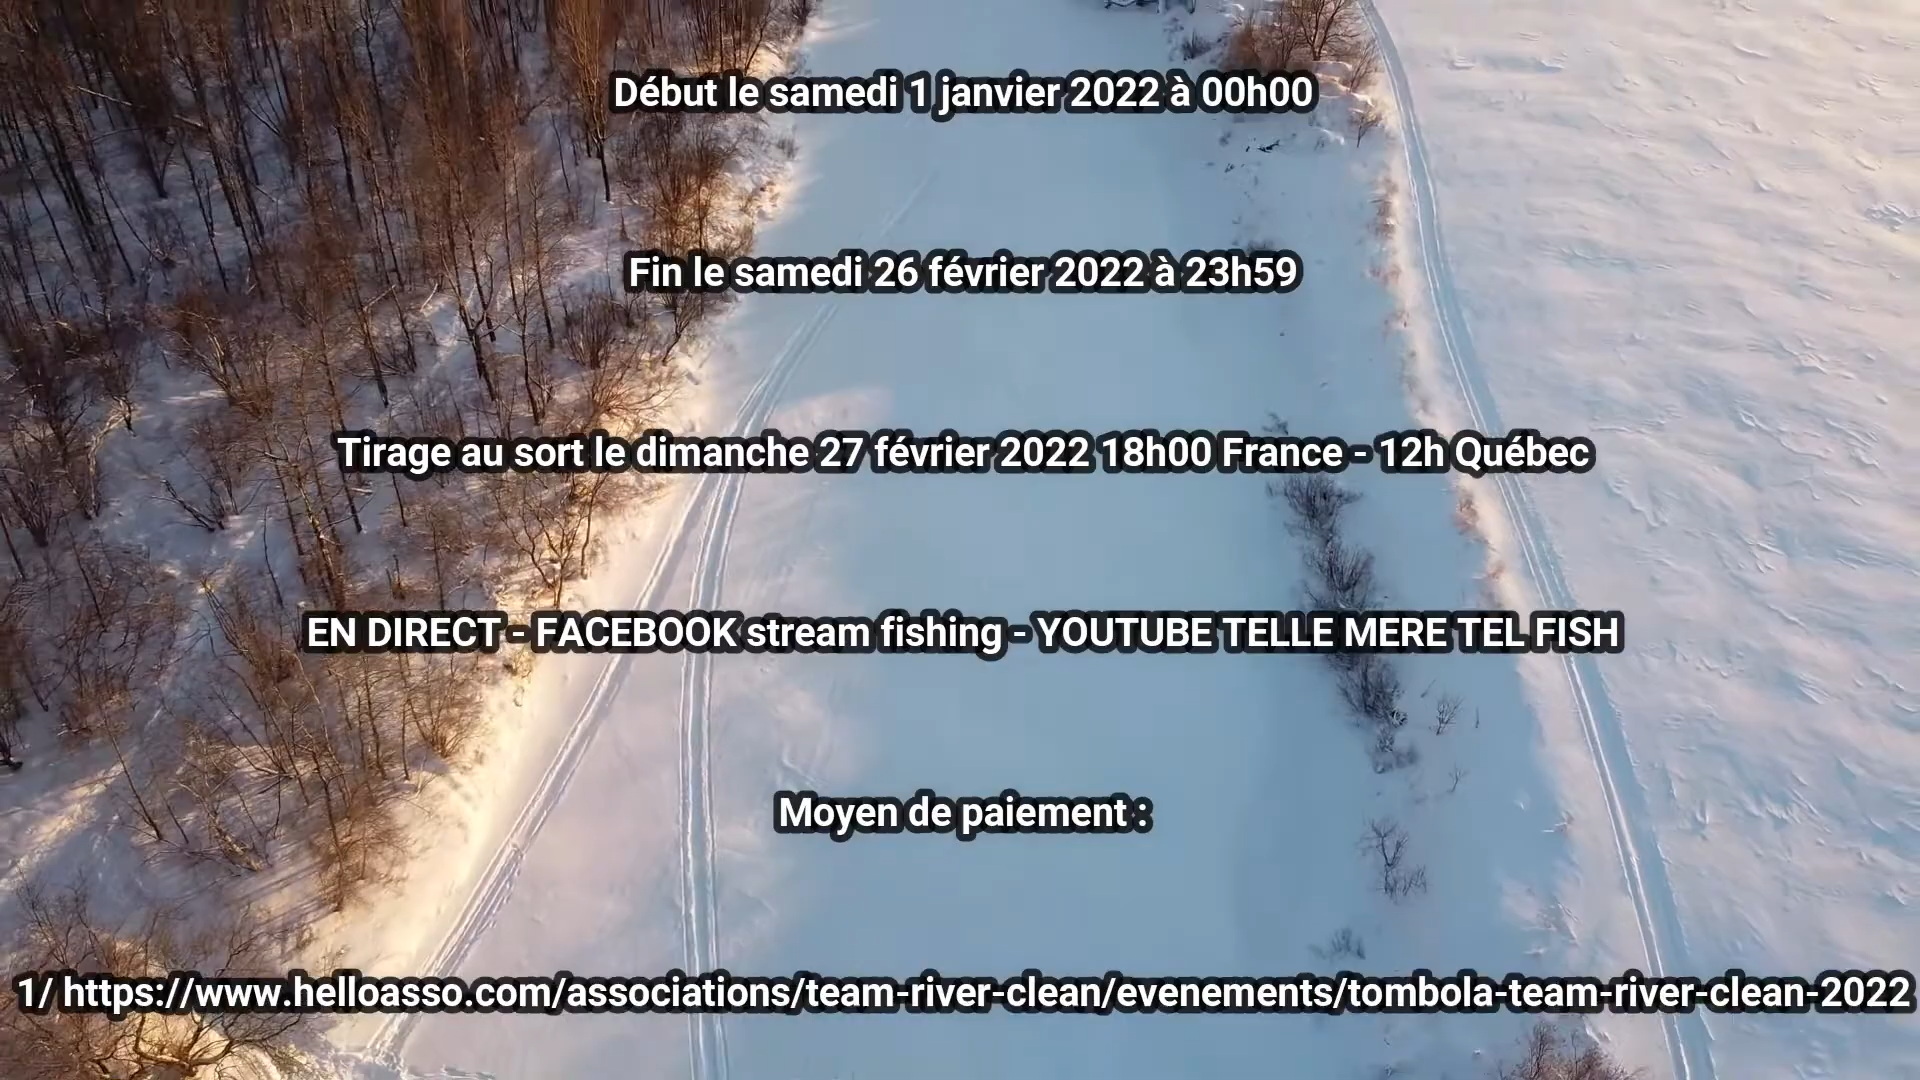 Début le samedi 1 janvier 2022 à 00h00
Fin le samedi 26 février 2022 à 23h59
Tirage au sort le dimanche 27 février 2022 18h00 France - 12h Québec
EN DIRECT - FACEBOOK stream fishing - YOUTUBE TELLE MERE TEL FISH
Moyen de paiement :
1/ https://www.helloasso.com/associations/team-river-clean/evenements/tombola-team-river-clean-2022